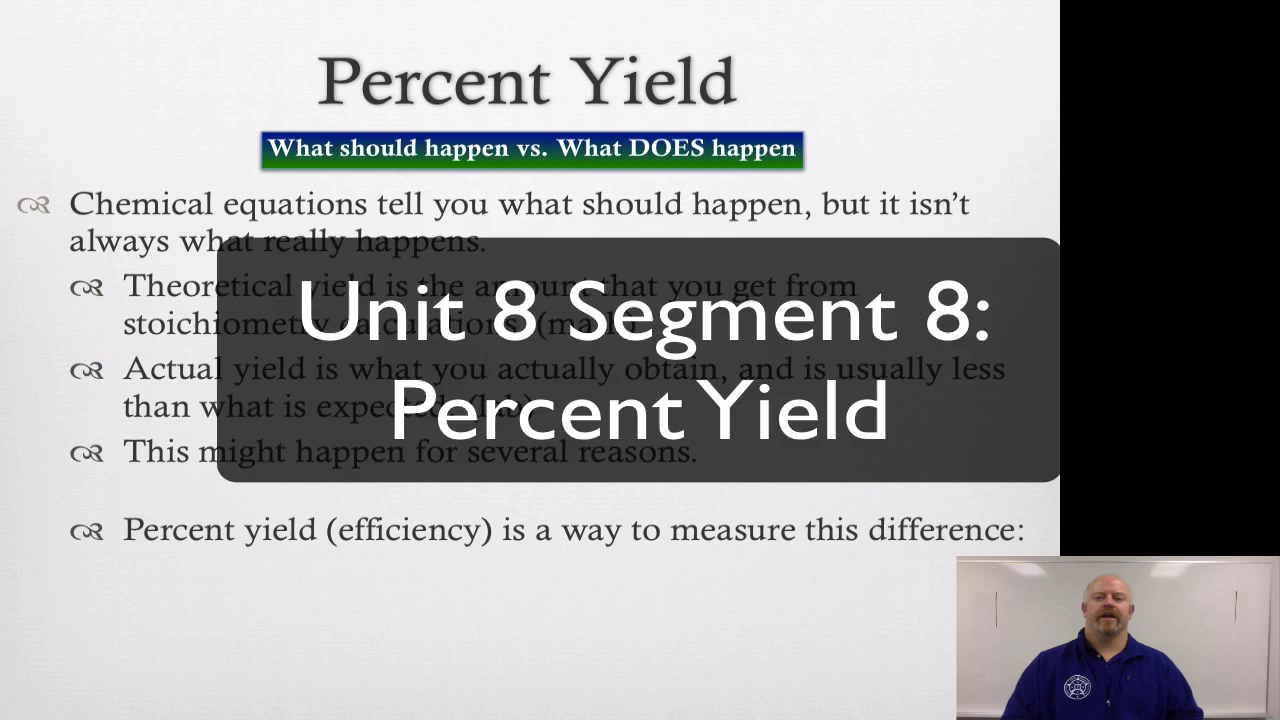 Percent Yield
What should happen vs. What DOES happen
Chemical equations tell you what should happen, but it isn't
always what really happens.
Theoretical yield is the amount that you get from
stoichiometry calculations. (math)
Actual yield is what you actually obtain, and is usually less
than what is expected. (lab)
This might happen for several reasons.
Percent yield (efficiency) is a way to measure this difference:
Unit 8 Segment 8:
Percent Yield